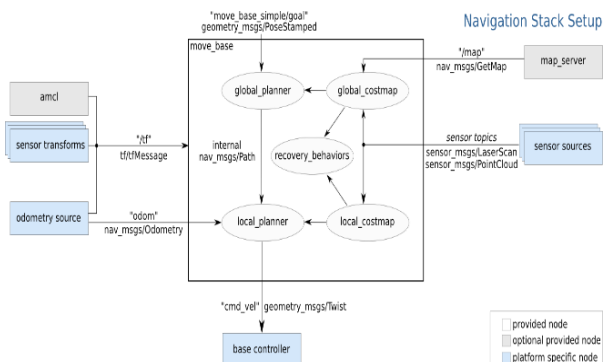 Navigation Stack Setup
"move_base_simple/goal"
geometry_msgs/PoseStamped
move_base
"/map"
nav_msgs/GetMap
map_server
amcl
global_planner
global_costmap
sensor transforms
"/tf"
tf/tfMessage
internal
nav_msgs/Path
recovery_behaviors
sensor topics
sensor_msgs/LaserScan
sensor_msgs/PointCloud
sensor sources
odometry source
"odom"
nav_msgs/Odometry
local_planner
local_costmap
"cmd_vel" geometry_msgs/Twist
base controller
provided node
optional provided node
platform specific node